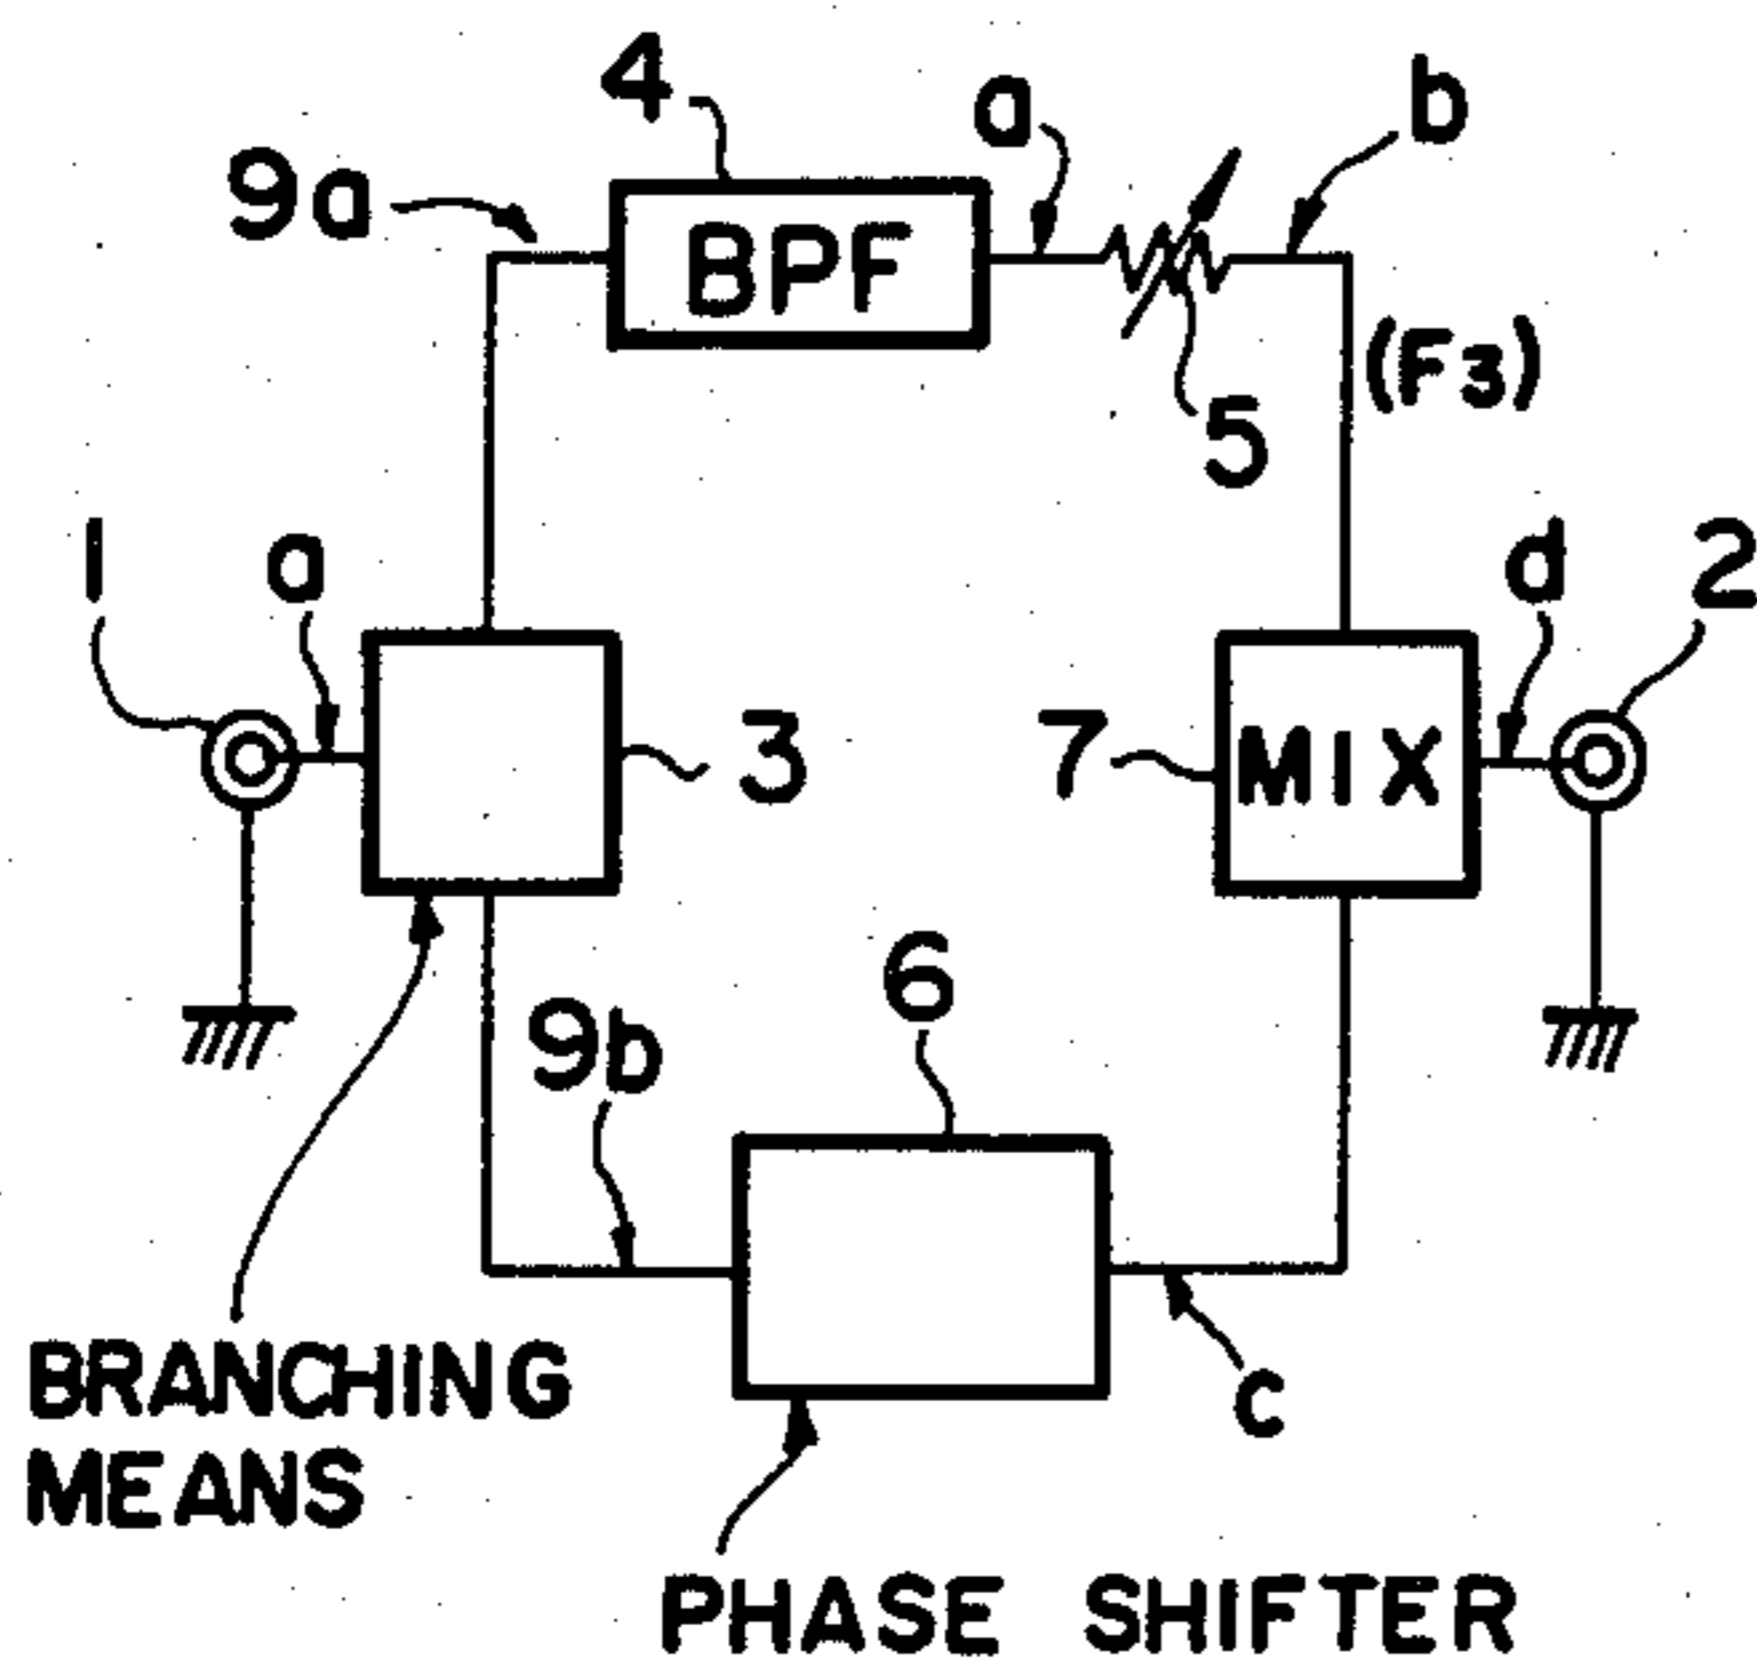 4
a
b
9a
BPF
(F3)
5
1
a
d
2
3
7
MIX
6
9b
c
BRANCHING
MEANS
PHASE SHIFTER